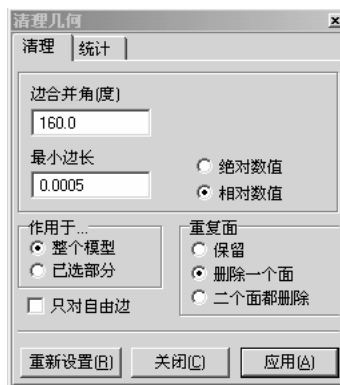 清理几何
清理 统计
边合并角(度)
160.0
最小边长
0.0005
绝对数值
相对数值
作用于...
整个模型
已选部分
重复面
保留
删除一个面
二个面都删除
只对自由边
重新设置(R) 关闭(C) 应用(A)